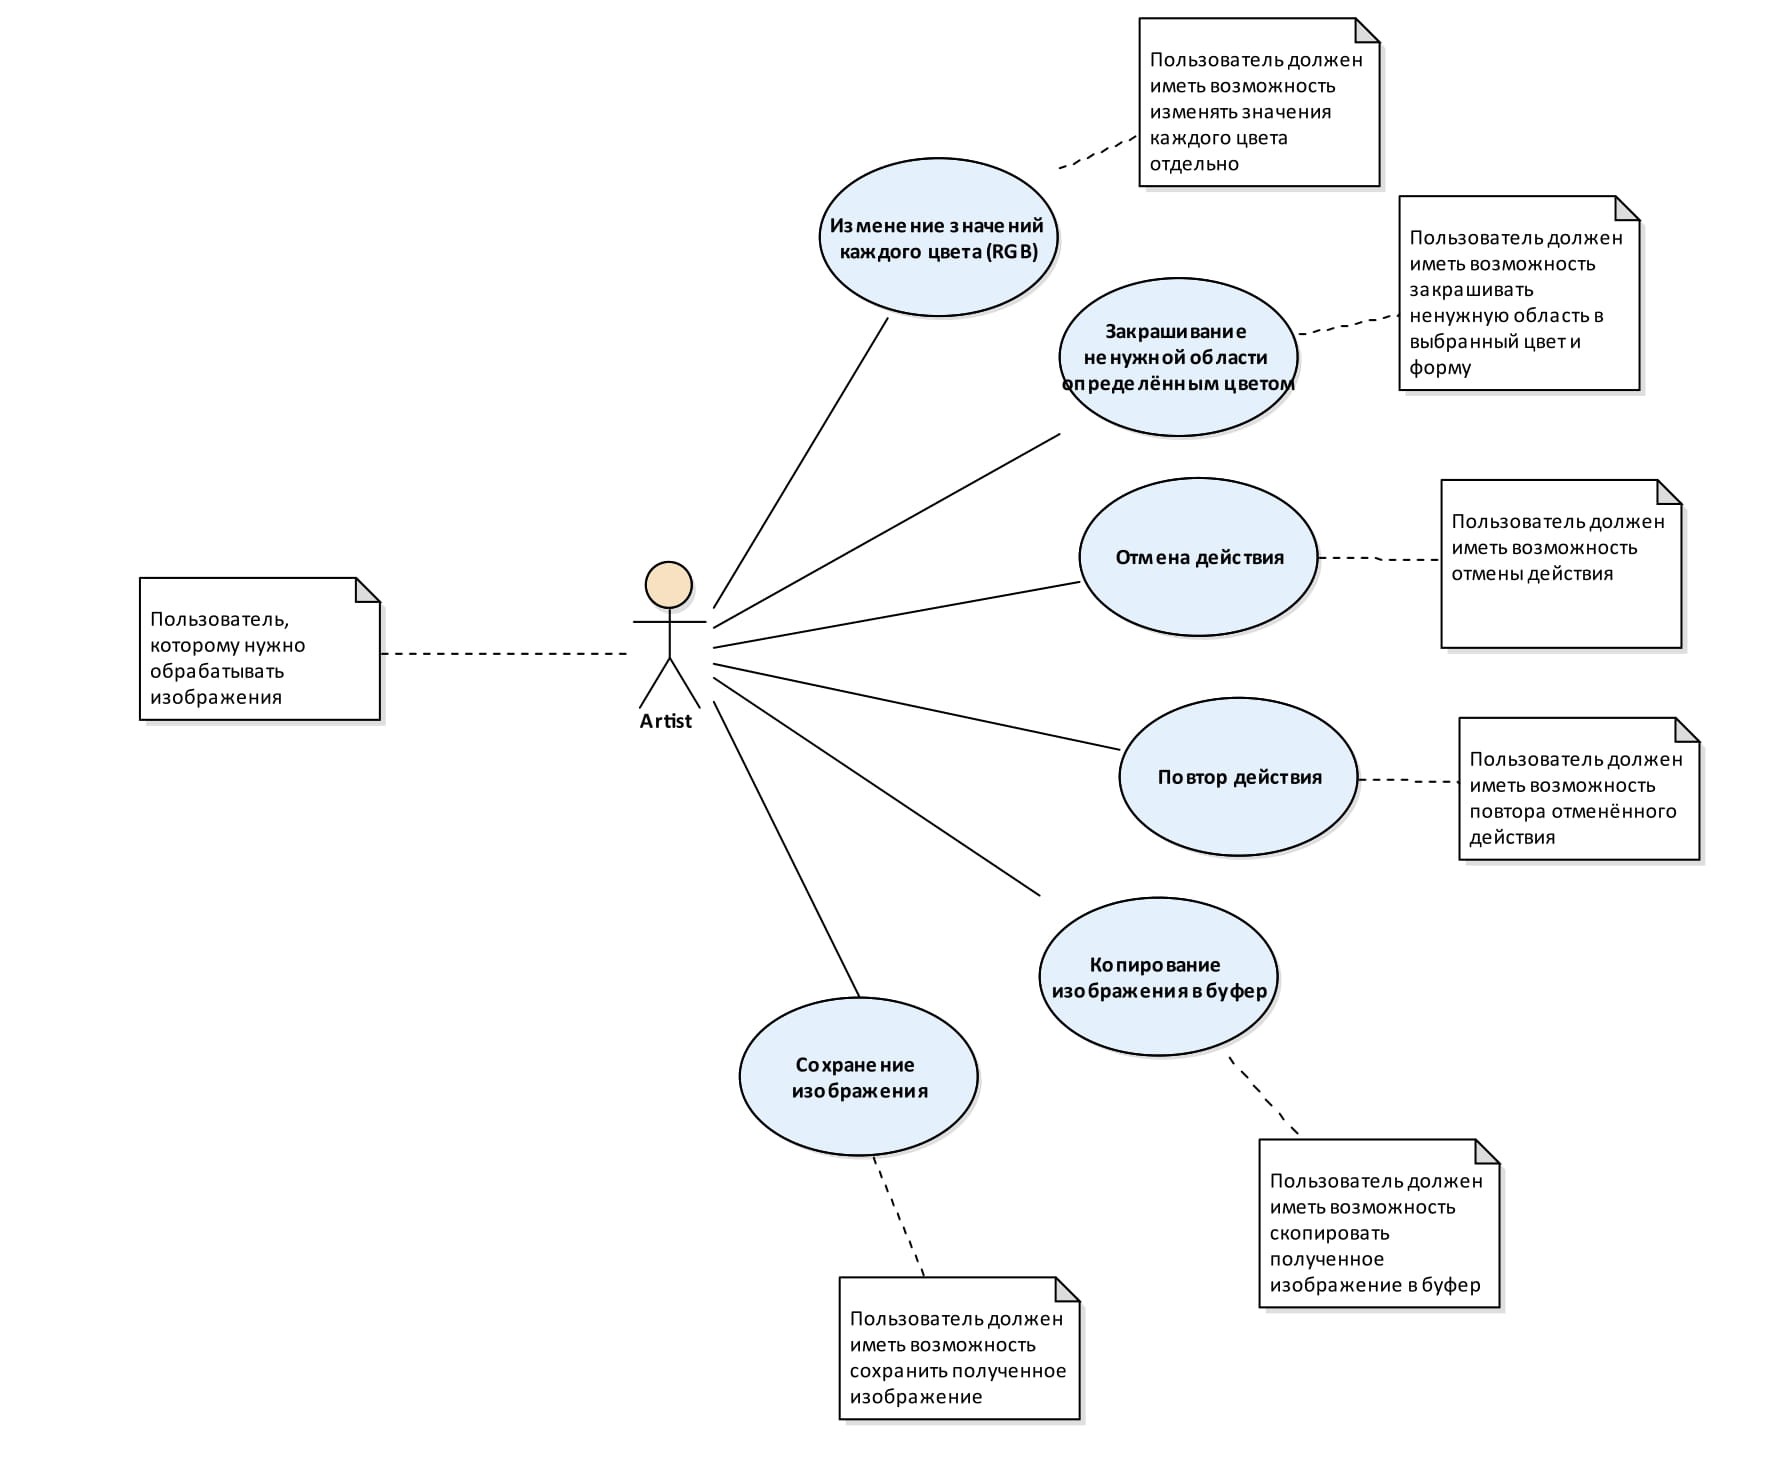 Пользователь должен
иметь возможность
изменять значения
каждого цвета
отдельно
Изменение значений
каждого цвета (RGB)
Пользователь должен
иметь возможность
закрашивать
ненужную область в
выбранный цвет и
форму
Закрашивание
ненужной области
определённым цветом
Пользователь должен
иметь возможность
отмены действия
Отмена действия
Пользователь,
которому нужно
обрабатывать
изображения
Artist
Пользователь должен
иметь возможность
повтора отменённого
действия
Повтор действия
Копирование
изображения в буфер
Сохранение
изображения
Пользователь должен
иметь возможность
скопировать
полученное
изображение в буфер
Пользователь должен
иметь возможность
сохранить полученное
изображение